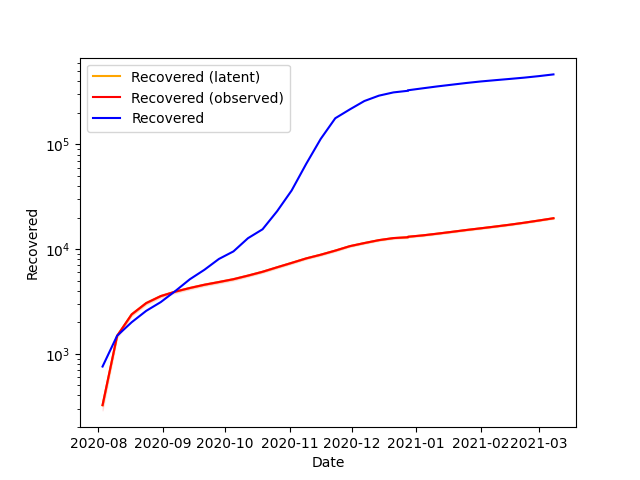 Recovered (latent)
Recovered (observed)
Recovered
10^5
10^4
10^3
Recovered
2020-08 2020-09 2020-10 2020-11 2020-12 2021-01 2021-02 2021-03
Date